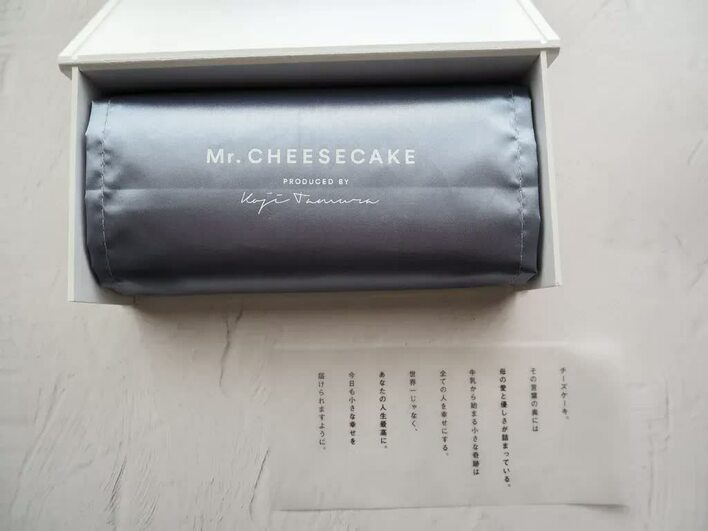 Mr. CHEESECAKE
PRODUCED BY
Koji Tamura
チーズケーキ。
その言葉の奥には
母の愛と優しさが詰まっている。
牛乳から始まる小さな奇跡は
全ての人を幸せにする。
世界一じゃなく、
あなたの人生最高に。
今日も小さな幸せを
届けられますように。